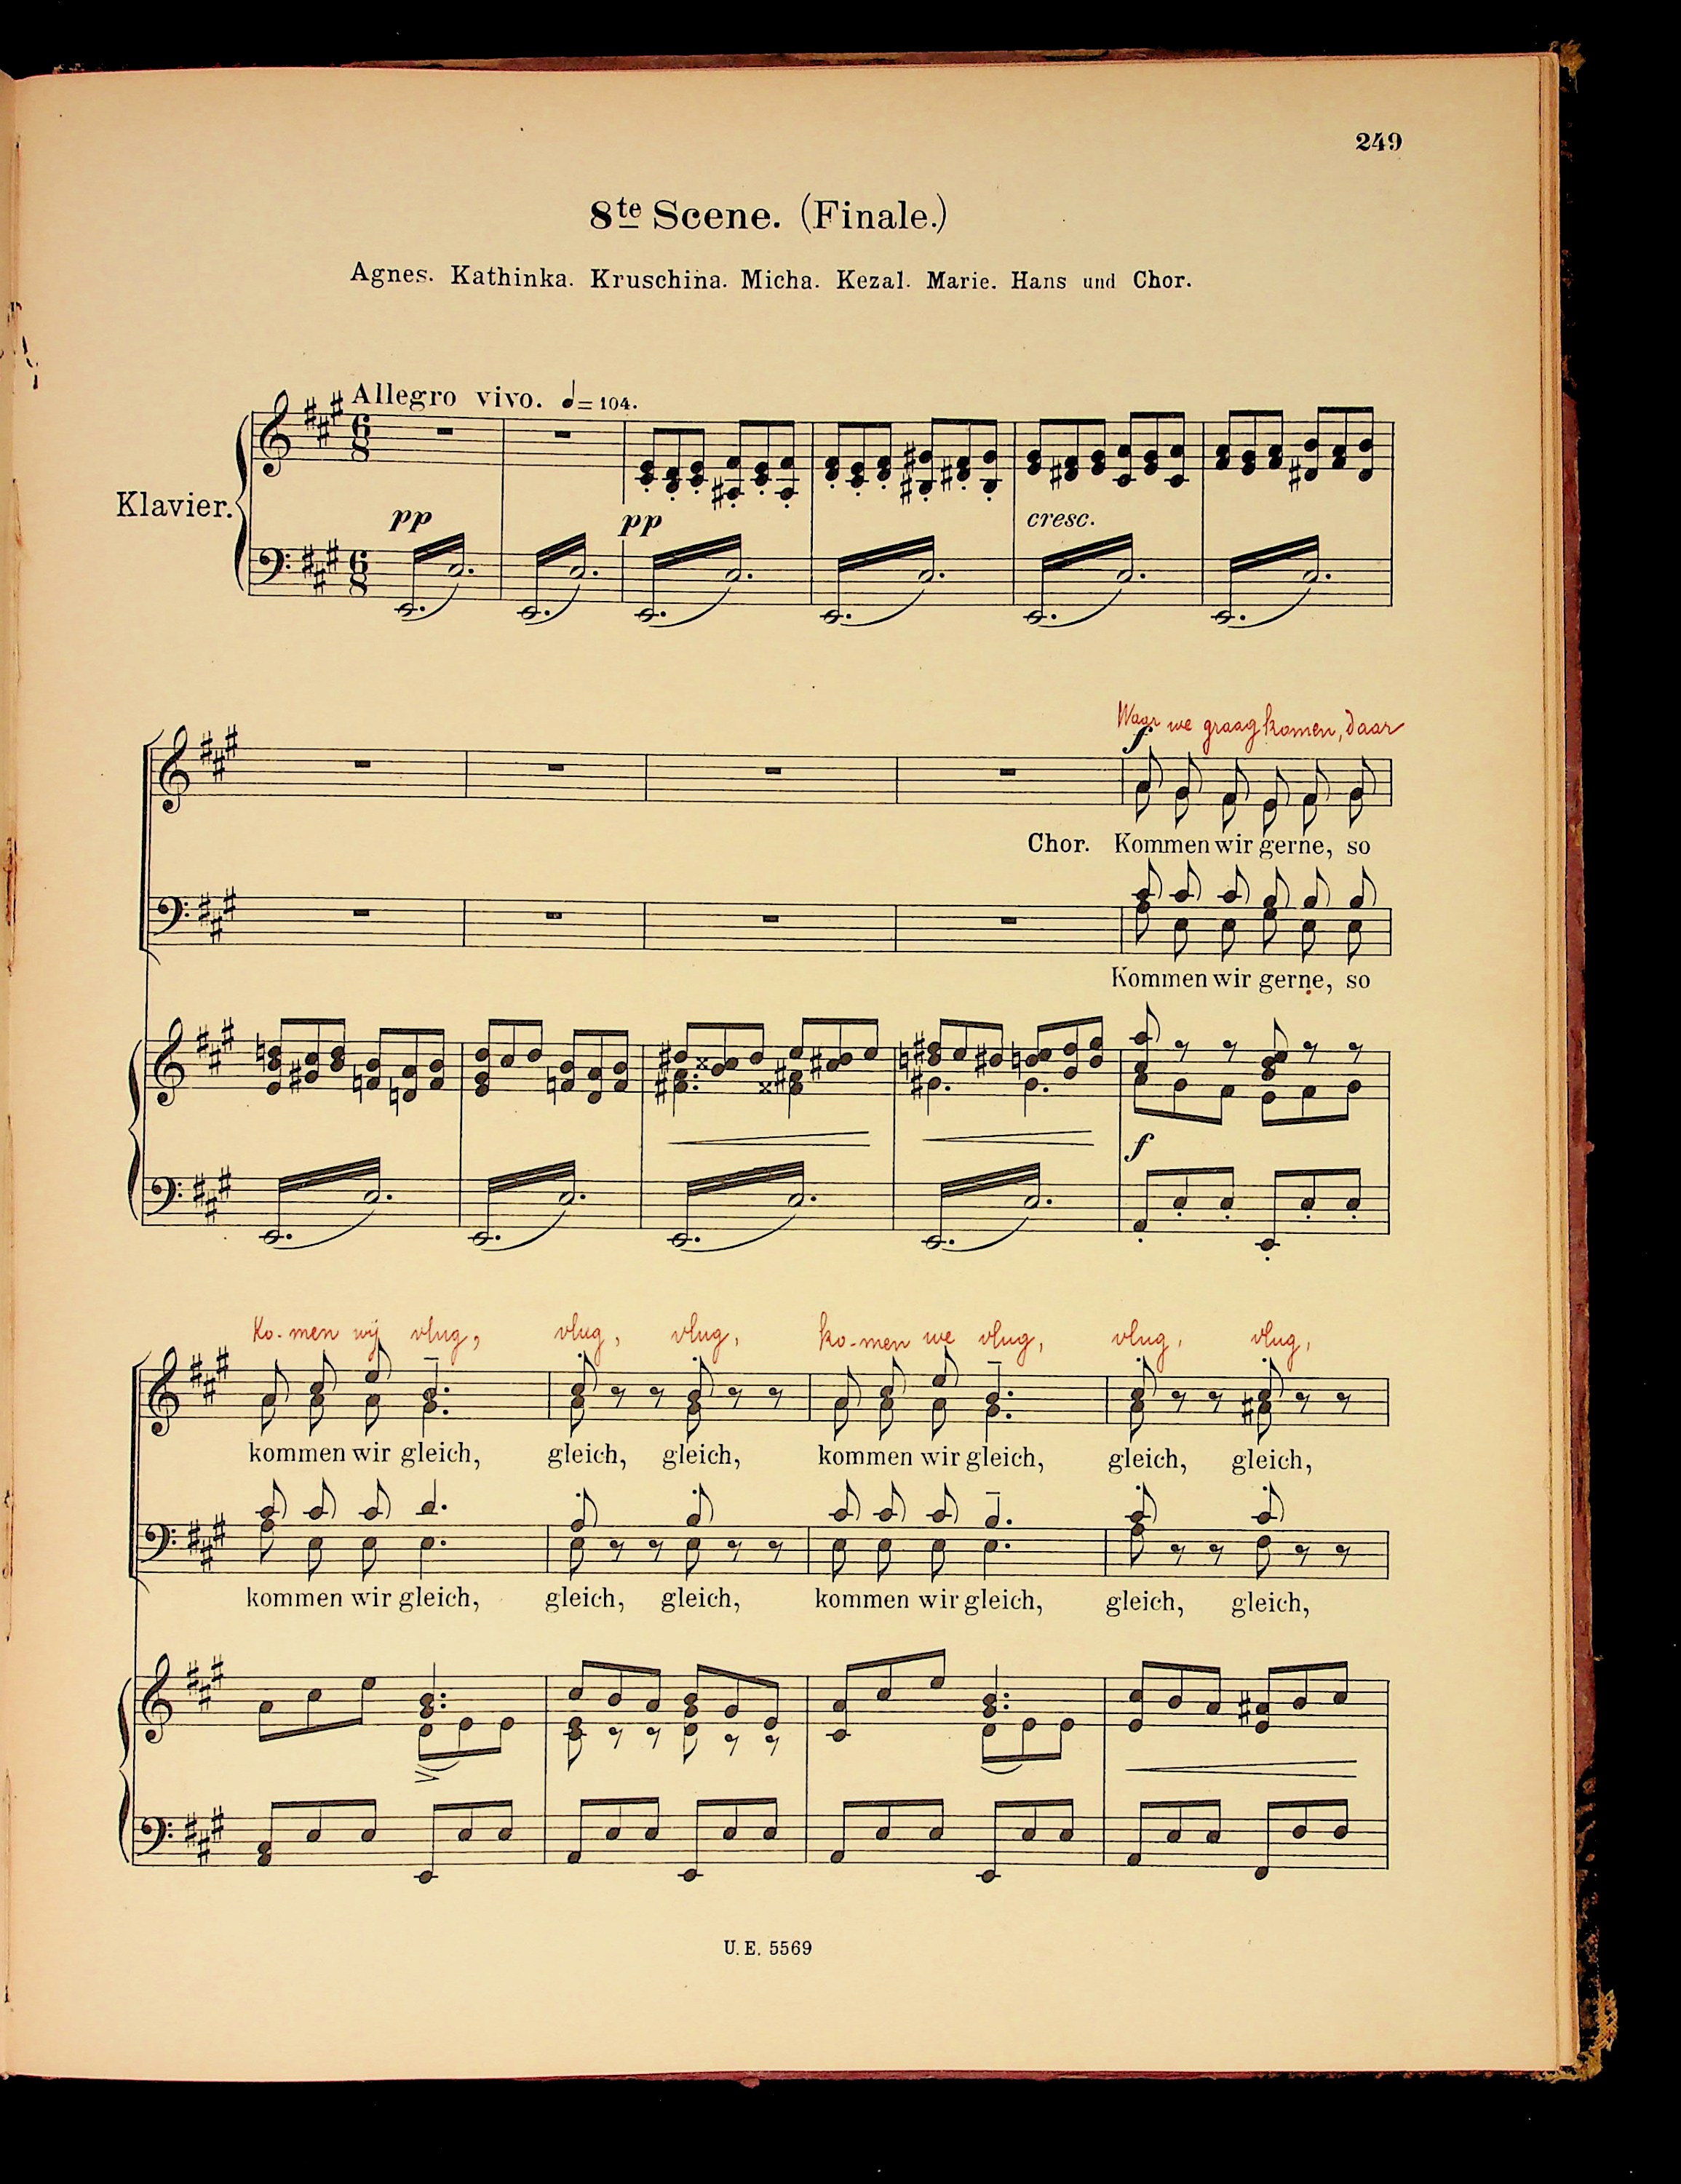 249
8te Scene. (Finale.)
Agnes. Kathinka. Kruschina. Micha. Kezal. Marie. Hans und Chor.
Allegro vivo. ♩= 104.
Klavier.
pp pp cresc.
Waar we graag komen, daar
f
Chor. Kommen wir gerne, so
Kommen wir gerne, so
f
ko-men wij vlug, vlug, vlug, ko-men we vlug, vlug, vlug,
kommen wir gleich, gleich, gleich, kommen wir gleich, gleich, gleich,
kommen wir gleich, gleich, gleich, kommen wir gleich, gleich, gleich,
U. E. 5569